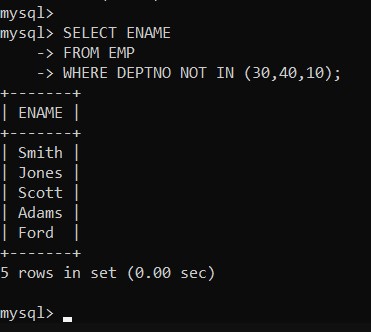 mysql>
mysql> SELECT ENAME
    -> FROM EMP
    -> WHERE DEPTNO NOT IN (30,40,10);
+-------+
| ENAME |
+-------+
| Smith |
| Jones |
| Scott |
| Adams |
| Ford  |
+-------+
5 rows in set (0.00 sec)

mysql> _